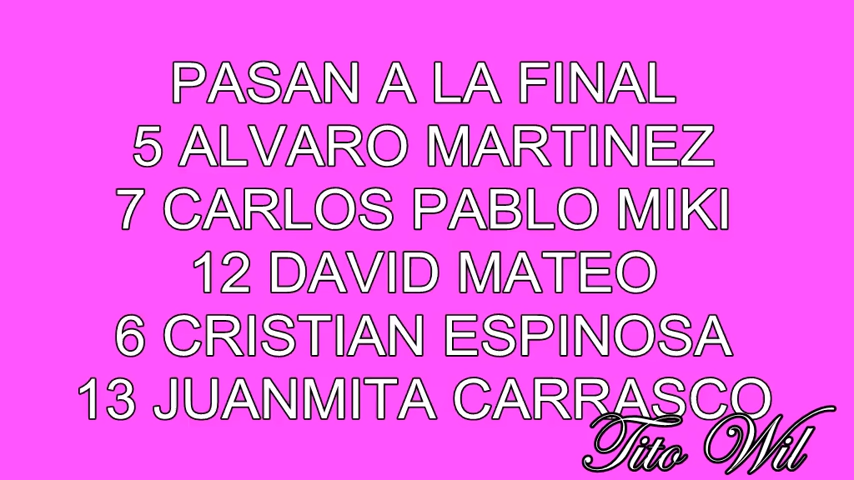 PASAN A LA FINAL
5 ALVARO MARTINEZ
7 CARLOS PABLO MIKI
12 DAVID MATEO
6 CRISTIAN ESPINOSA
13 JUANMITA CARRASCO
Tito Wil